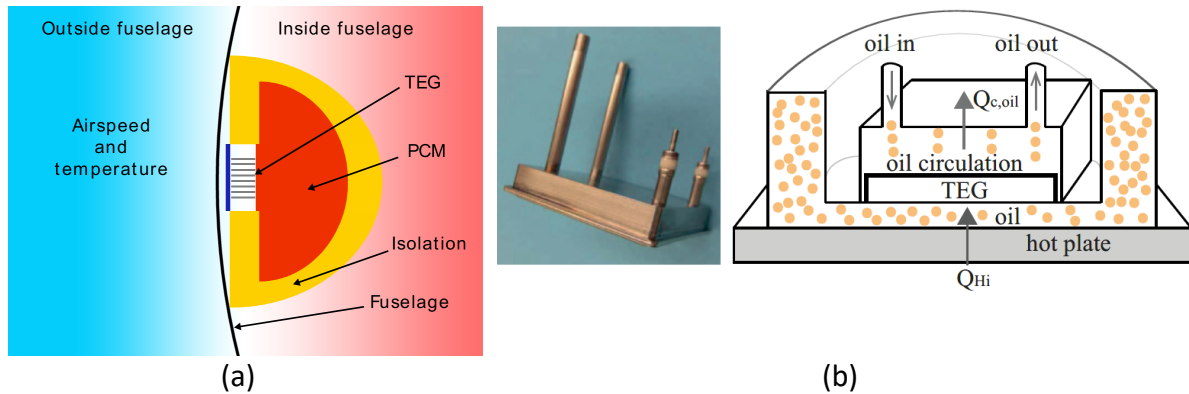 Outside fuselage
Inside fuselage
TEG
Airspeed
and
temperature
PCM
Isolation
Fuselage
(a)
oil in
oil out
Qc,oil
oil circulation
TEG
oil
hot plate
QHi
(b)